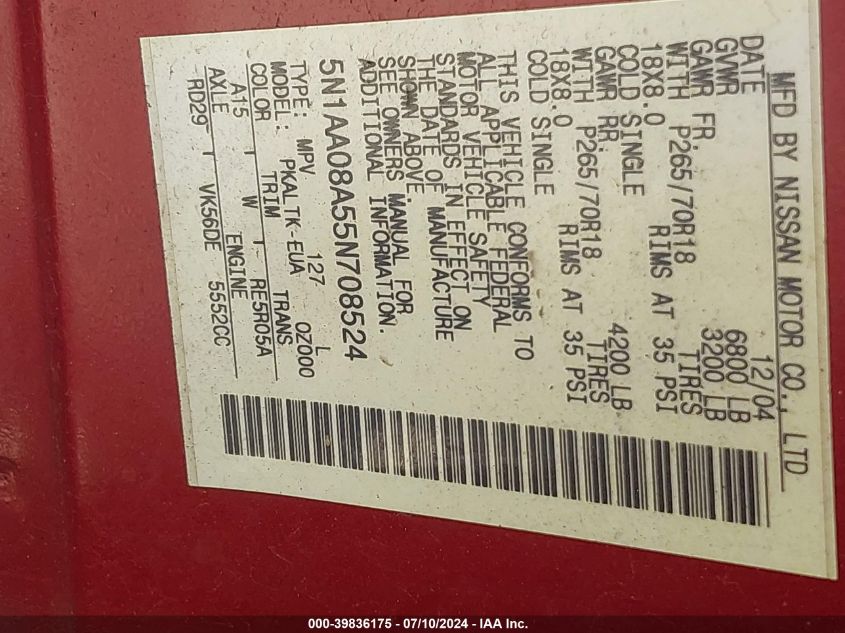 MFD BY NISSAN MOTOR CO., LTD
DATE 12/04
GVWR 6800 LB
GAWR FR. 3200 LB
WITH P265/70R18 TIRES
18X8.0 RIMS AT 35 PSI
COLD SINGLE
GAWR RR. 4200 LB
WITH P265/70R18 TIRES
18X8.0 RIMS AT 35 PSI
COLD SINGLE
THIS VEHICLE CONFORMS TO
ALL APPLICABLE FEDERAL
MOTOR VEHICLE SAFETY
STANDARDS IN EFFECT ON
THE DATE OF MANUFACTURE
SHOWN ABOVE.
SEE OWNERS MANUAL FOR
ADDITIONAL INFORMATION.
5N1AA08A55N708524
TYPE: MPV 127 L
MODEL: PKALTK-EUA OZ000
COLOR TRIM TRANS
A15 W RE5R05A
AXLE ENGINE
RD29 VK56DE 5552CC
000-39836175 - 07/10/2024 - IAA Inc.